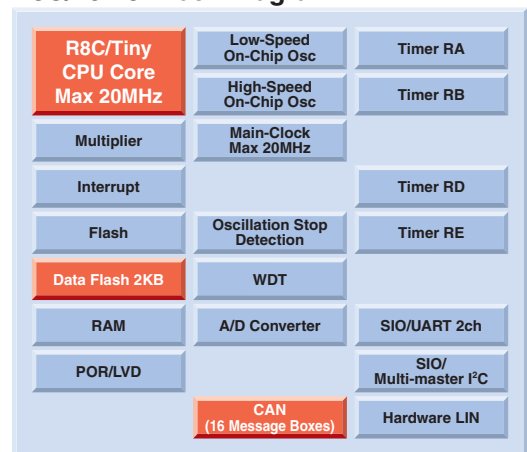 R8C/Tiny
CPU Core
Max 20MHz
Low-Speed
On-Chip Osc
Timer RA
High-Speed
On-Chip Osc
Timer RB
Multiplier
Main-Clock
Max 20MHz
Interrupt
Timer RD
Flash
Oscillation Stop
Detection
Timer RE
Data Flash 2KB
WDT
RAM
A/D Converter
SIO/UART 2ch
POR/LVD
SIO/
Multi-master I²C
CAN
(16 Message Boxes)
Hardware LIN